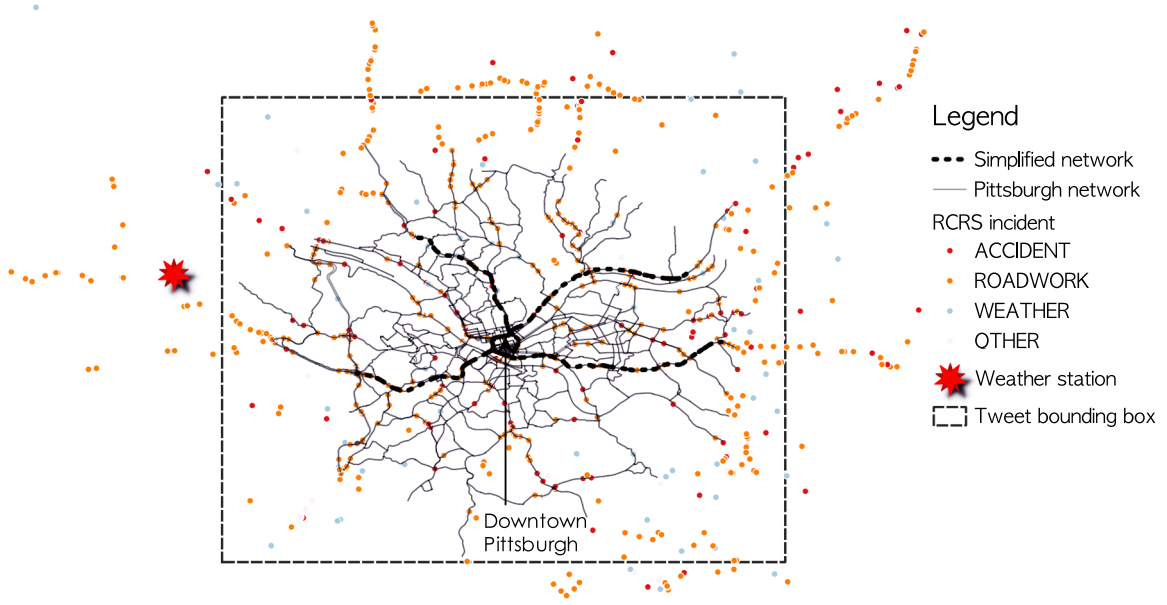 Legend
Simplified network
Pittsburgh network
RCRS incident
ACCIDENT
ROADWORK
WEATHER
OTHER
Weather station
Tweet bounding box
Downtown
Pittsburgh